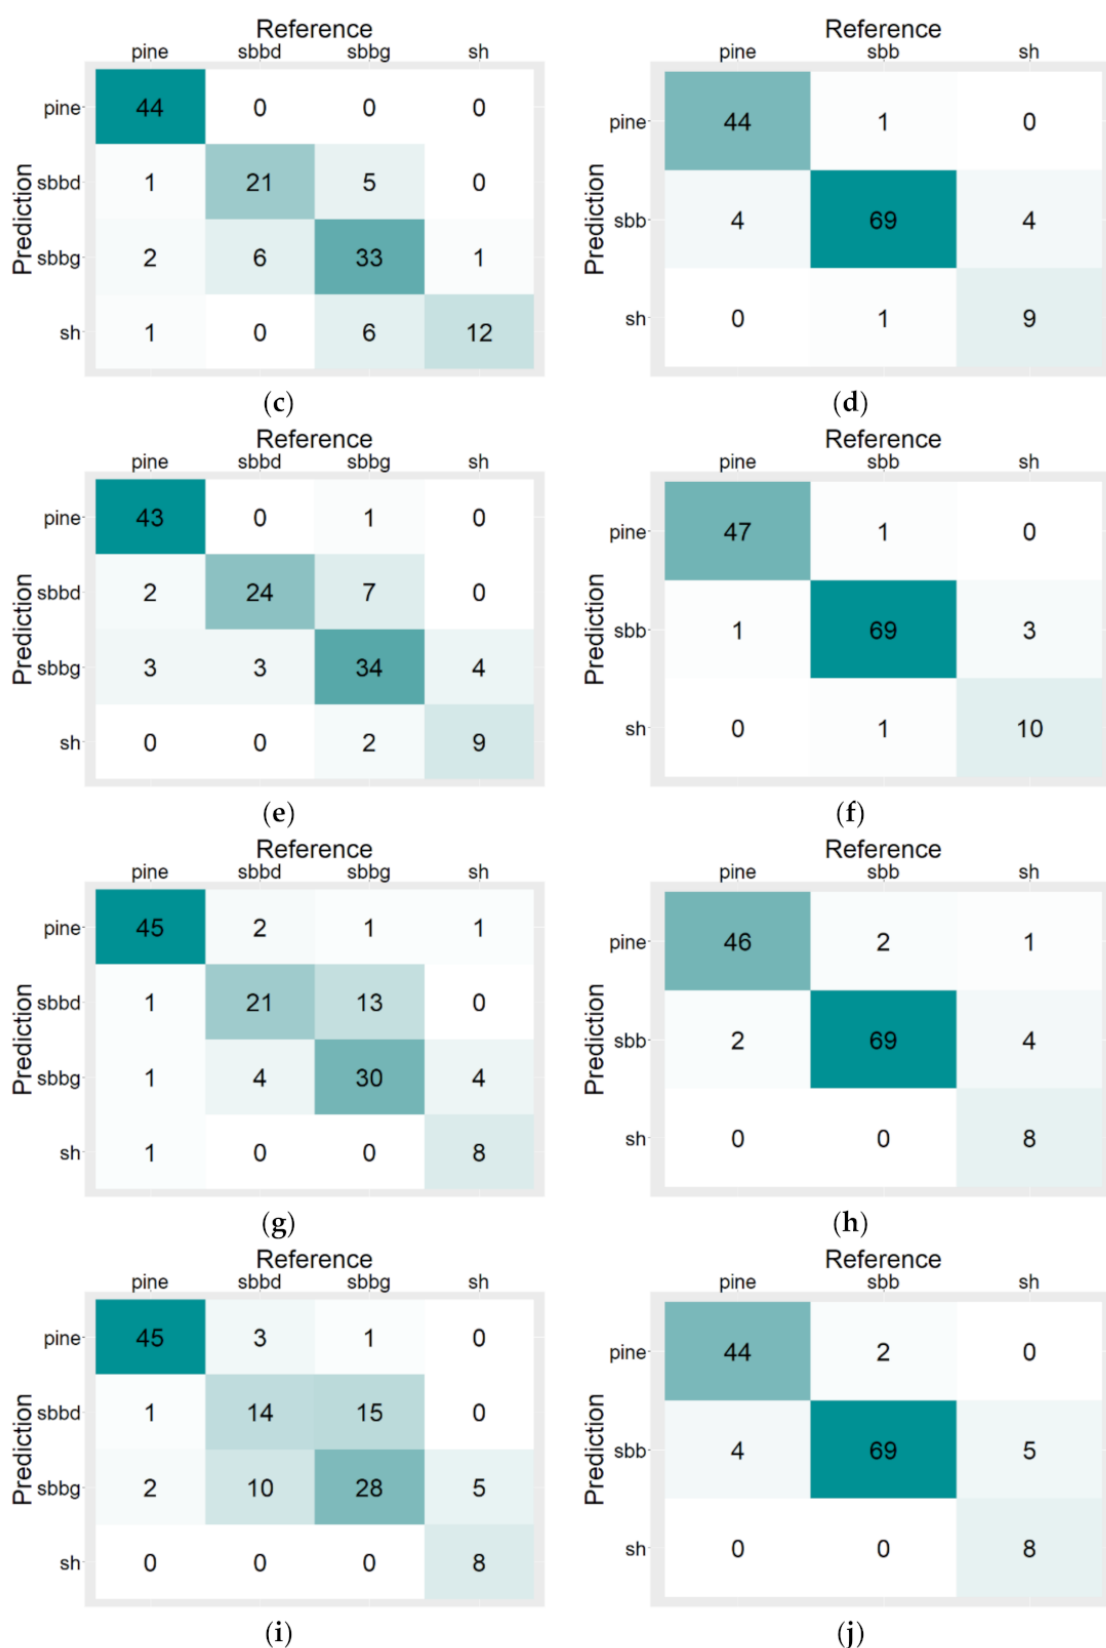 Reference Reference
pine sbbd sbbg sh pine sbb sh
Prediction Prediction
pine 44 0 0 0 pine 44 1 0
sbbd 1 21 5 0 sbb 4 69 4
sbbg 2 6 33 1 sh 0 1 9
sh 1 0 6 12
(c) (d)
Reference Reference
pine sbbd sbbg sh pine sbb sh
Prediction Prediction
pine 43 0 1 0 pine 47 1 0
sbbd 2 24 7 0 sbb 1 69 3
sbbg 3 3 34 4 sh 0 1 10
sh 0 0 2 9
(e) (f)
Reference Reference
pine sbbd sbbg sh pine sbb sh
Prediction Prediction
pine 45 2 1 1 pine 46 2 1
sbbd 1 21 13 0 sbb 2 69 4
sbbg 1 4 30 4 sh 0 0 8
sh 1 0 0 8
(g) (h)
Reference Reference
pine sbbd sbbg sh pine sbb sh
Prediction Prediction
pine 45 3 1 0 pine 44 2 0
sbbd 1 14 15 0 sbb 4 69 5
sbbg 2 10 28 5 sh 0 0 8
sh 0 0 0 8
(i) (j)